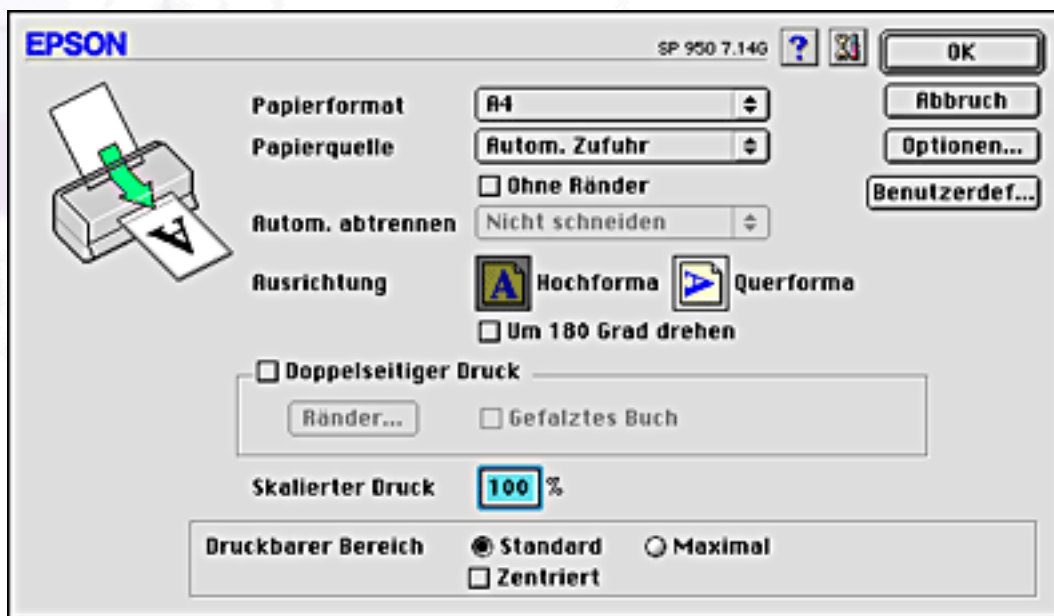 EPSON SP 950 7.14G ? OK
Papierformat A4 Abbruch
Papierquelle Autom. Zufuhr Optionen...
Ohne Ränder Benutzerdef...
Autom. abtrennen Nicht schneiden
A
Ausrichtung A Hochforma A Querforma
Um 180 Grad drehen
Doppelseitiger Druck
Ränder... Gefalztes Buch
Skalierter Druck 100 %
Druckbarer Bereich Standard Maximal
Zentriert